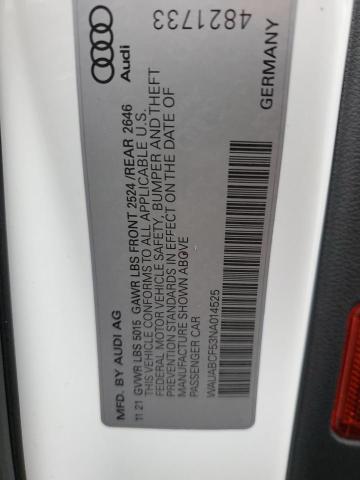 MFD. BY AUDI AG
11 21 GVWR LBS 5015 GAWR LBS FRONT 2524 /REAR 2646
THIS VEHICLE CONFORMS TO ALL APPLICABLE U.S.
FEDERAL MOTOR VEHICLE SAFETY, BUMPER AND THEFT
PREVENTION STANDARDS IN EFFECT ON THE DATE OF
MANUFACTURE SHOWN ABOVE
PASSENGER CAR
WAUABCF53NA014525
GERMANY
Audi
4821733